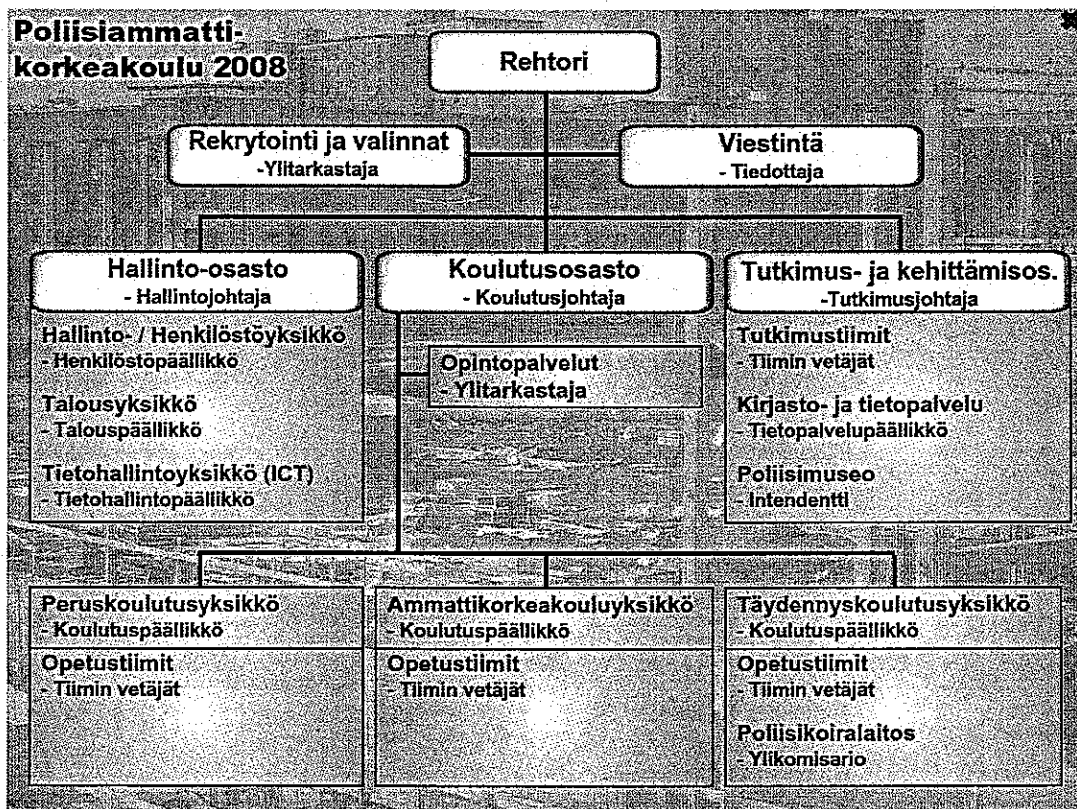 Poliisiammatti-
korkeakoulu 2008
Rehtori
Rekrytointi ja valinnat
-Ylitarkastaja
Viestintä
- Tiedottaja
Hallinto-osasto
- Hallintojohtaja
Koulutusosasto
- Koulutusjohtaja
Tutkimus- ja kehittämisos.
-Tutkimusjohtaja
Hallinto- / Henkilöstöyksikkö
- Henkilöstöpäällikkö
Talousyksikkö
- Talouspäällikkö
Tietohallintoyksikkö (ICT)
- Tietohallintopäällikkö
Opintopalvelut
- Ylitarkastaja
Tutkimustiimit
- Tiimin vetäjät
Kirjasto- ja tietopalvelu
- Tietopalvelupäällikkö
Poliisimuseo
- Intendentti
Peruskoulutusyksikkö
- Koulutuspäällikkö
Opetustiimit
- Tiimin vetäjät
Ammattikorkeakouluyksikkö
- Koulutuspäällikkö
Opetustiimit
- Tiimin vetäjät
Täydennyskoulutusyksikkö
- Koulutuspäällikkö
Opetustiimit
- Tiimin vetäjät
Poliisikoiralaitos
- Ylikomisario